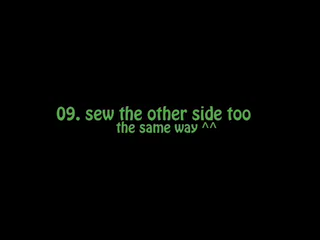 09. sew the other side too
the same way ^^